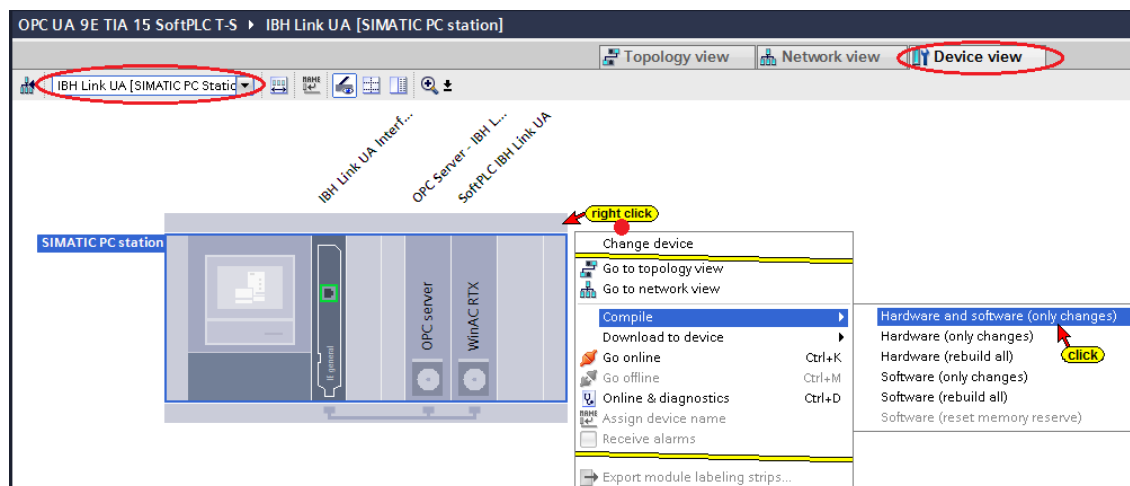 OPC UA 9E TIA 15 SoftPLC T-S ▸ IBH Link UA [SIMATIC PC station]
Topology view
Network view
Device view
IBH Link UA [SIMATIC PC Static
IBH Link UA Interf...
OPC Server - IBH L...
SoftPLC IBH Link UA
right click
SIMATIC PC station
IE general
OPC server
WinAC RTX
Change device
Go to topology view
Go to network view
Compile
Download to device
Go online Ctrl+K
Go offline Ctrl+M
Online & diagnostics Ctrl+D
NAME
Assign device name
Receive alarms
Export module labeling strips...
Hardware and software (only changes)
Hardware (only changes)
click
Hardware (rebuild all)
Software (only changes)
Software (rebuild all)
Software (reset memory reserve)